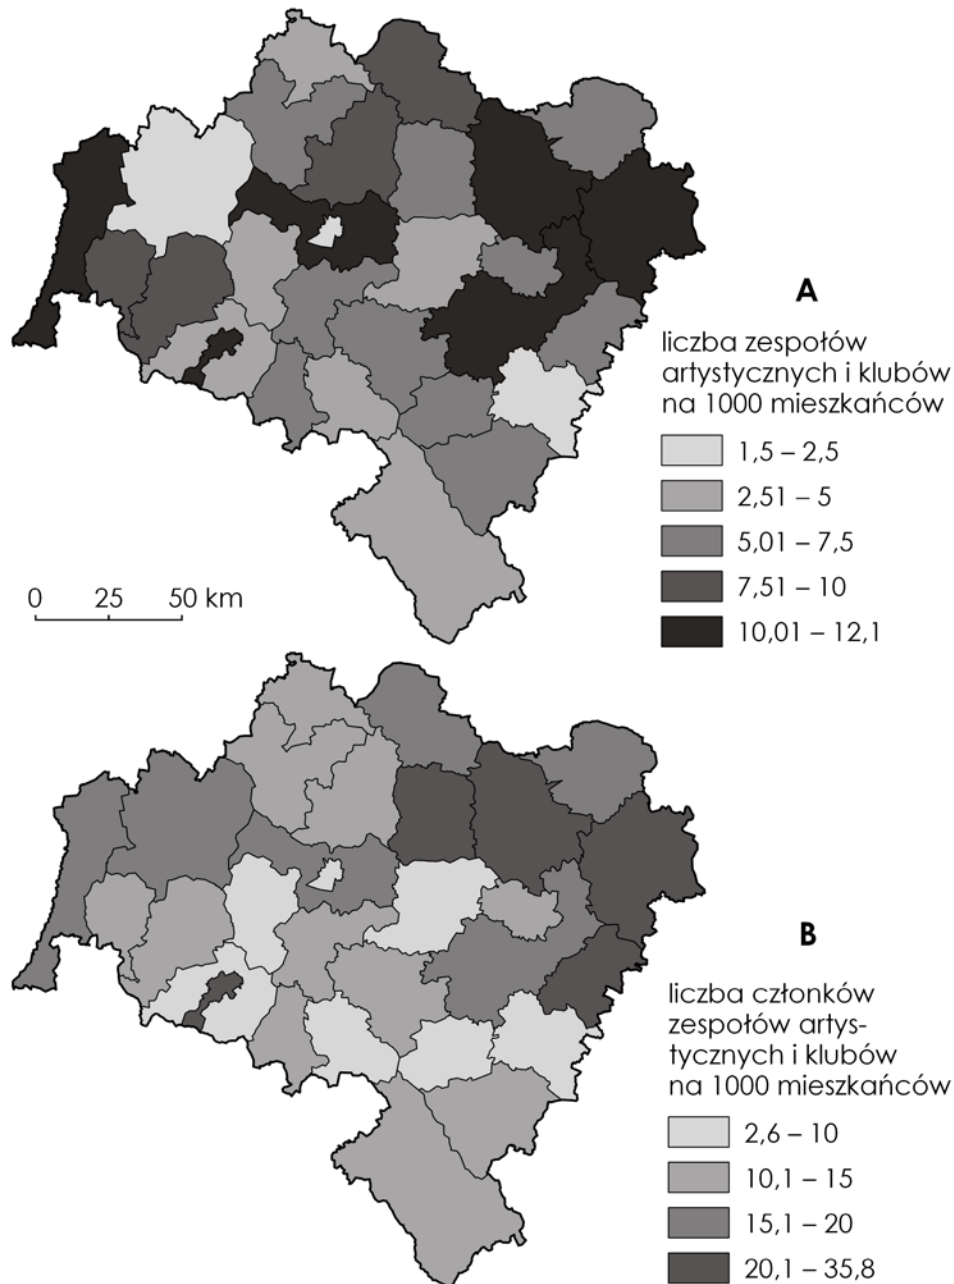 A
liczba zespołów
artystycznych i klubów
na 1000 mieszkańców
1,5 – 2,5
2,51 – 5
5,01 – 7,5
7,51 – 10
10,01 – 12,1
0 25 50 km
B
liczba członków
zespołów artys-
tycznych i klubów
na 1000 mieszkańców
2,6 – 10
10,1 – 15
15,1 – 20
20,1 – 35,8